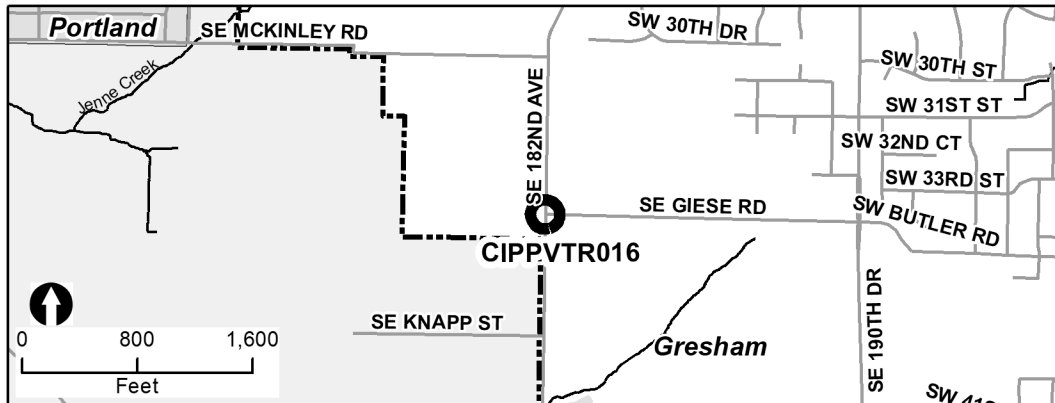 Portland
SE MCKINLEY RD
SW 30TH DR
SW 30TH ST
Jenne Creek
SE 182ND AVE
SW 31ST ST
SW 32ND CT
SW 33RD ST
SE GIESE RD
SW BUTLER RD
CIPPVTR016
SE 190TH DR
0 800 1,600
Feet
SE KNAPP ST
Gresham